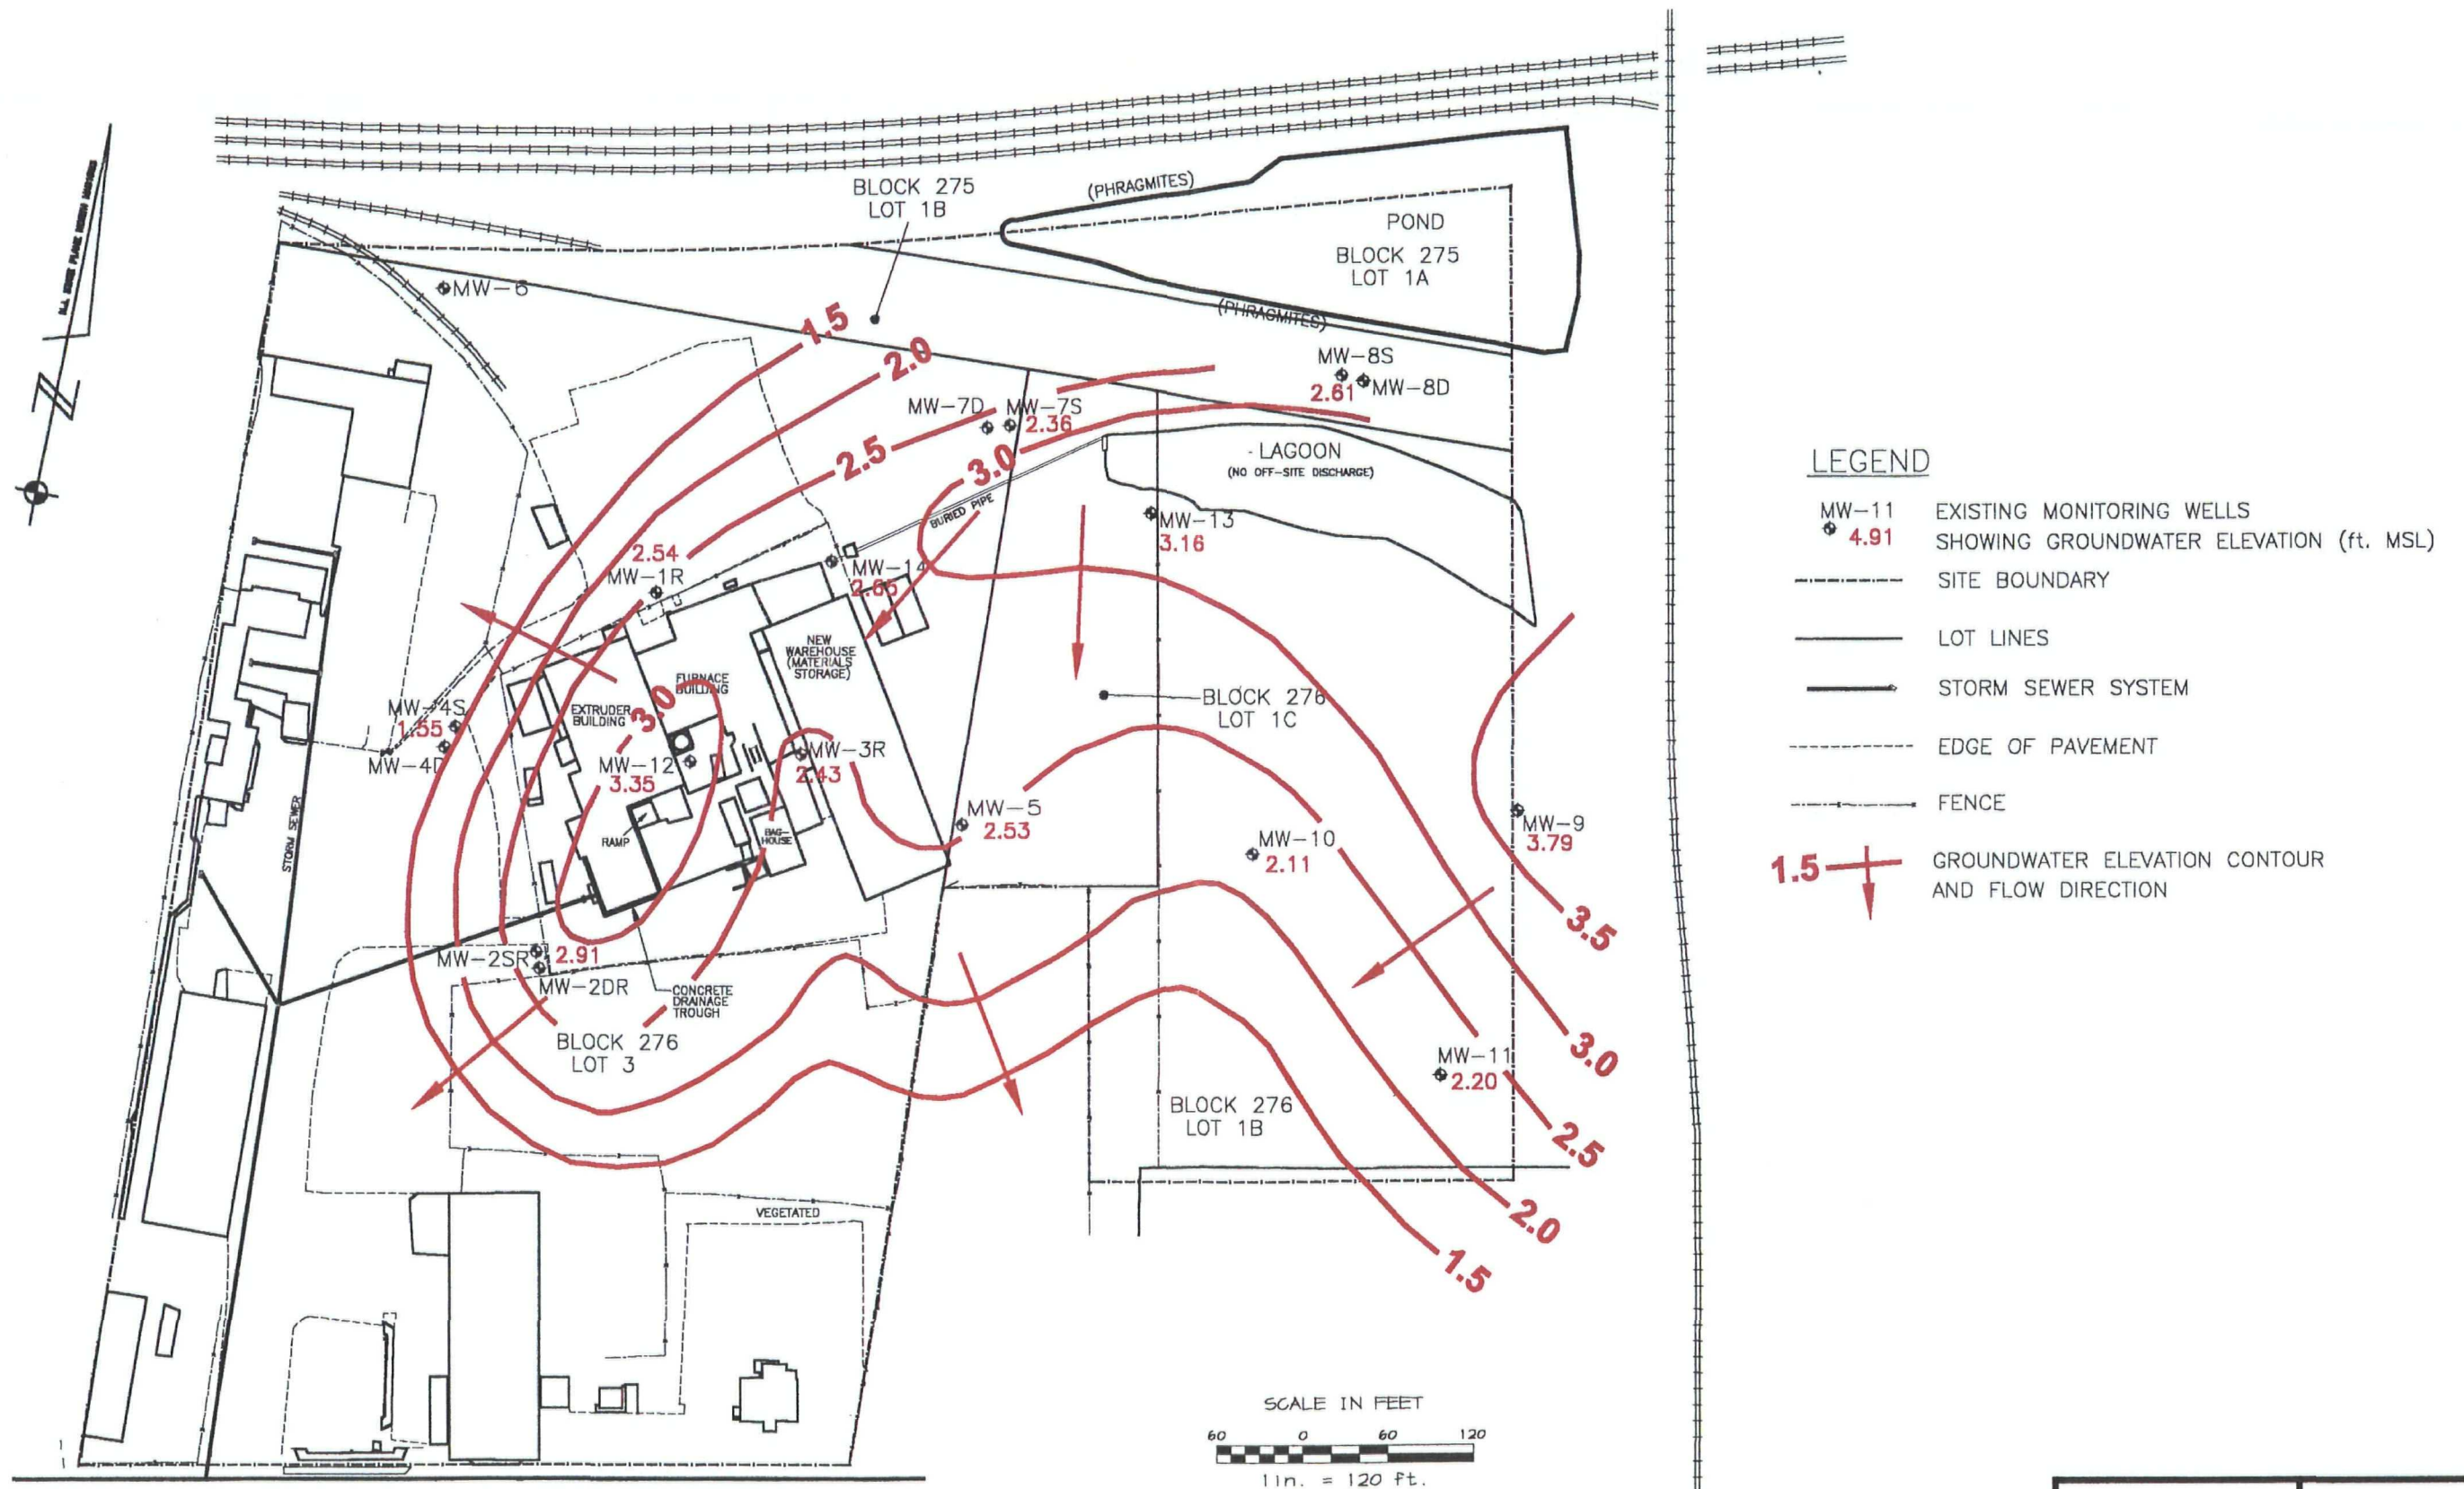 BLOCK 275
LOT 1B
(PHRAGMITES)
POND
BLOCK 275
LOT 1A
(PHRAGMITES)
MW-6
1.5
2.0
MW-8S
2.61
MW-8D
MW-7D
MW-7S
2.36
2.5
3.0
LAGOON
(NO OFF-SITE DISCHARGE)
BURIED PIPE
MW-13
3.16
2.54
MW-1R
MW-14
2.65
NEW
WAREHOUSE
(MATERIALS
STORAGE)
FURNACE
BUILDING
EXTRUDER
BUILDING
3.0
MW-4S
1.55
MW-4D
MW-12
3.35
MW-3R
2.43
BLOCK 276
LOT 1C
RAMP
BAG-
HOUSE
MW-5
2.53
MW-10
2.11
MW-9
3.79
STORM SEWER
3.5
MW-2SR
2.91
MW-2DR
CONCRETE
DRAINAGE
TROUGH
BLOCK 276
LOT 3
3.0
MW-11
2.20
BLOCK 276
LOT 1B
2.5
2.0
VEGETATED
1.5
SCALE IN FEET
60 0 60 120
1in. = 120 ft.
N
LEGEND
MW-11
4.91
EXISTING MONITORING WELLS
SHOWING GROUNDWATER ELEVATION (ft. MSL)
SITE BOUNDARY
LOT LINES
STORM SEWER SYSTEM
EDGE OF PAVEMENT
FENCE
1.5
GROUNDWATER ELEVATION CONTOUR
AND FLOW DIRECTION